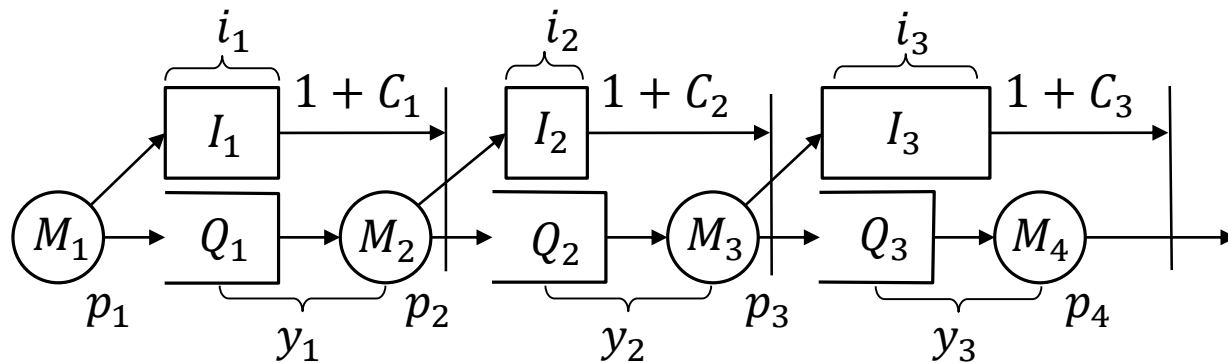 i₁ i₂ i₃
1 + C₁ 1 + C₂ 1 + C₃
I₁ I₂ I₃
M₁ Q₁ M₂ Q₂ M₃ Q₃ M₄
p₁ p₂ p₃ p₄
y₁ y₂ y₃